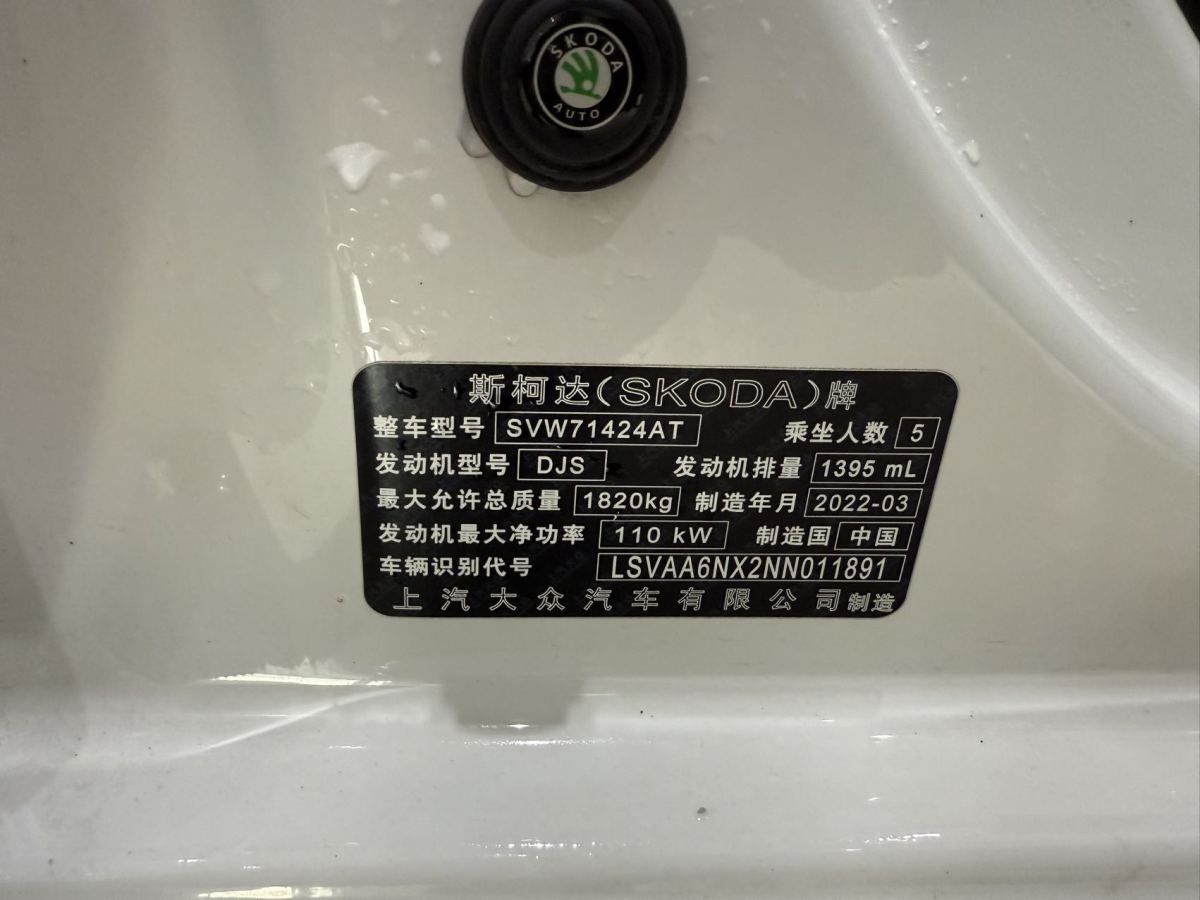 SKODA
AUTO
斯柯达(SKODA)牌
整车型号 SVW71424AT 乘坐人数 5
发动机型号 DJS 发动机排量 1395 mL
最大允许总质量 1820kg 制造年月 2022-03
发动机最大净功率 110 kW 制造国 中国
车辆识别代号 LSVAA6NX2NN011891
上汽大众汽车有限公司制造